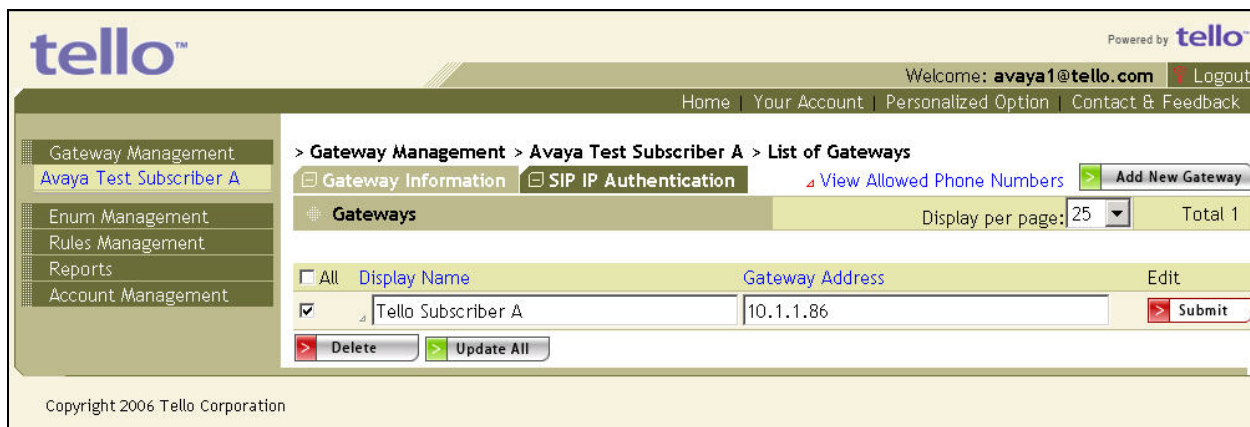 tello™
Powered by tello™
Welcome: avaya1@tello.com Logout
Home | Your Account | Personalized Option | Contact & Feedback
Gateway Management
Avaya Test Subscriber A
Enum Management
Rules Management
Reports
Account Management
> Gateway Management > Avaya Test Subscriber A > List of Gateways
Gateway Information SIP IP Authentication View Allowed Phone Numbers > Add New Gateway
Gateways Display per page: 25 Total 1
All Display Name Gateway Address Edit
Tello Subscriber A 10.1.1.86 > Submit
> Delete > Update All
Copyright 2006 Tello Corporation